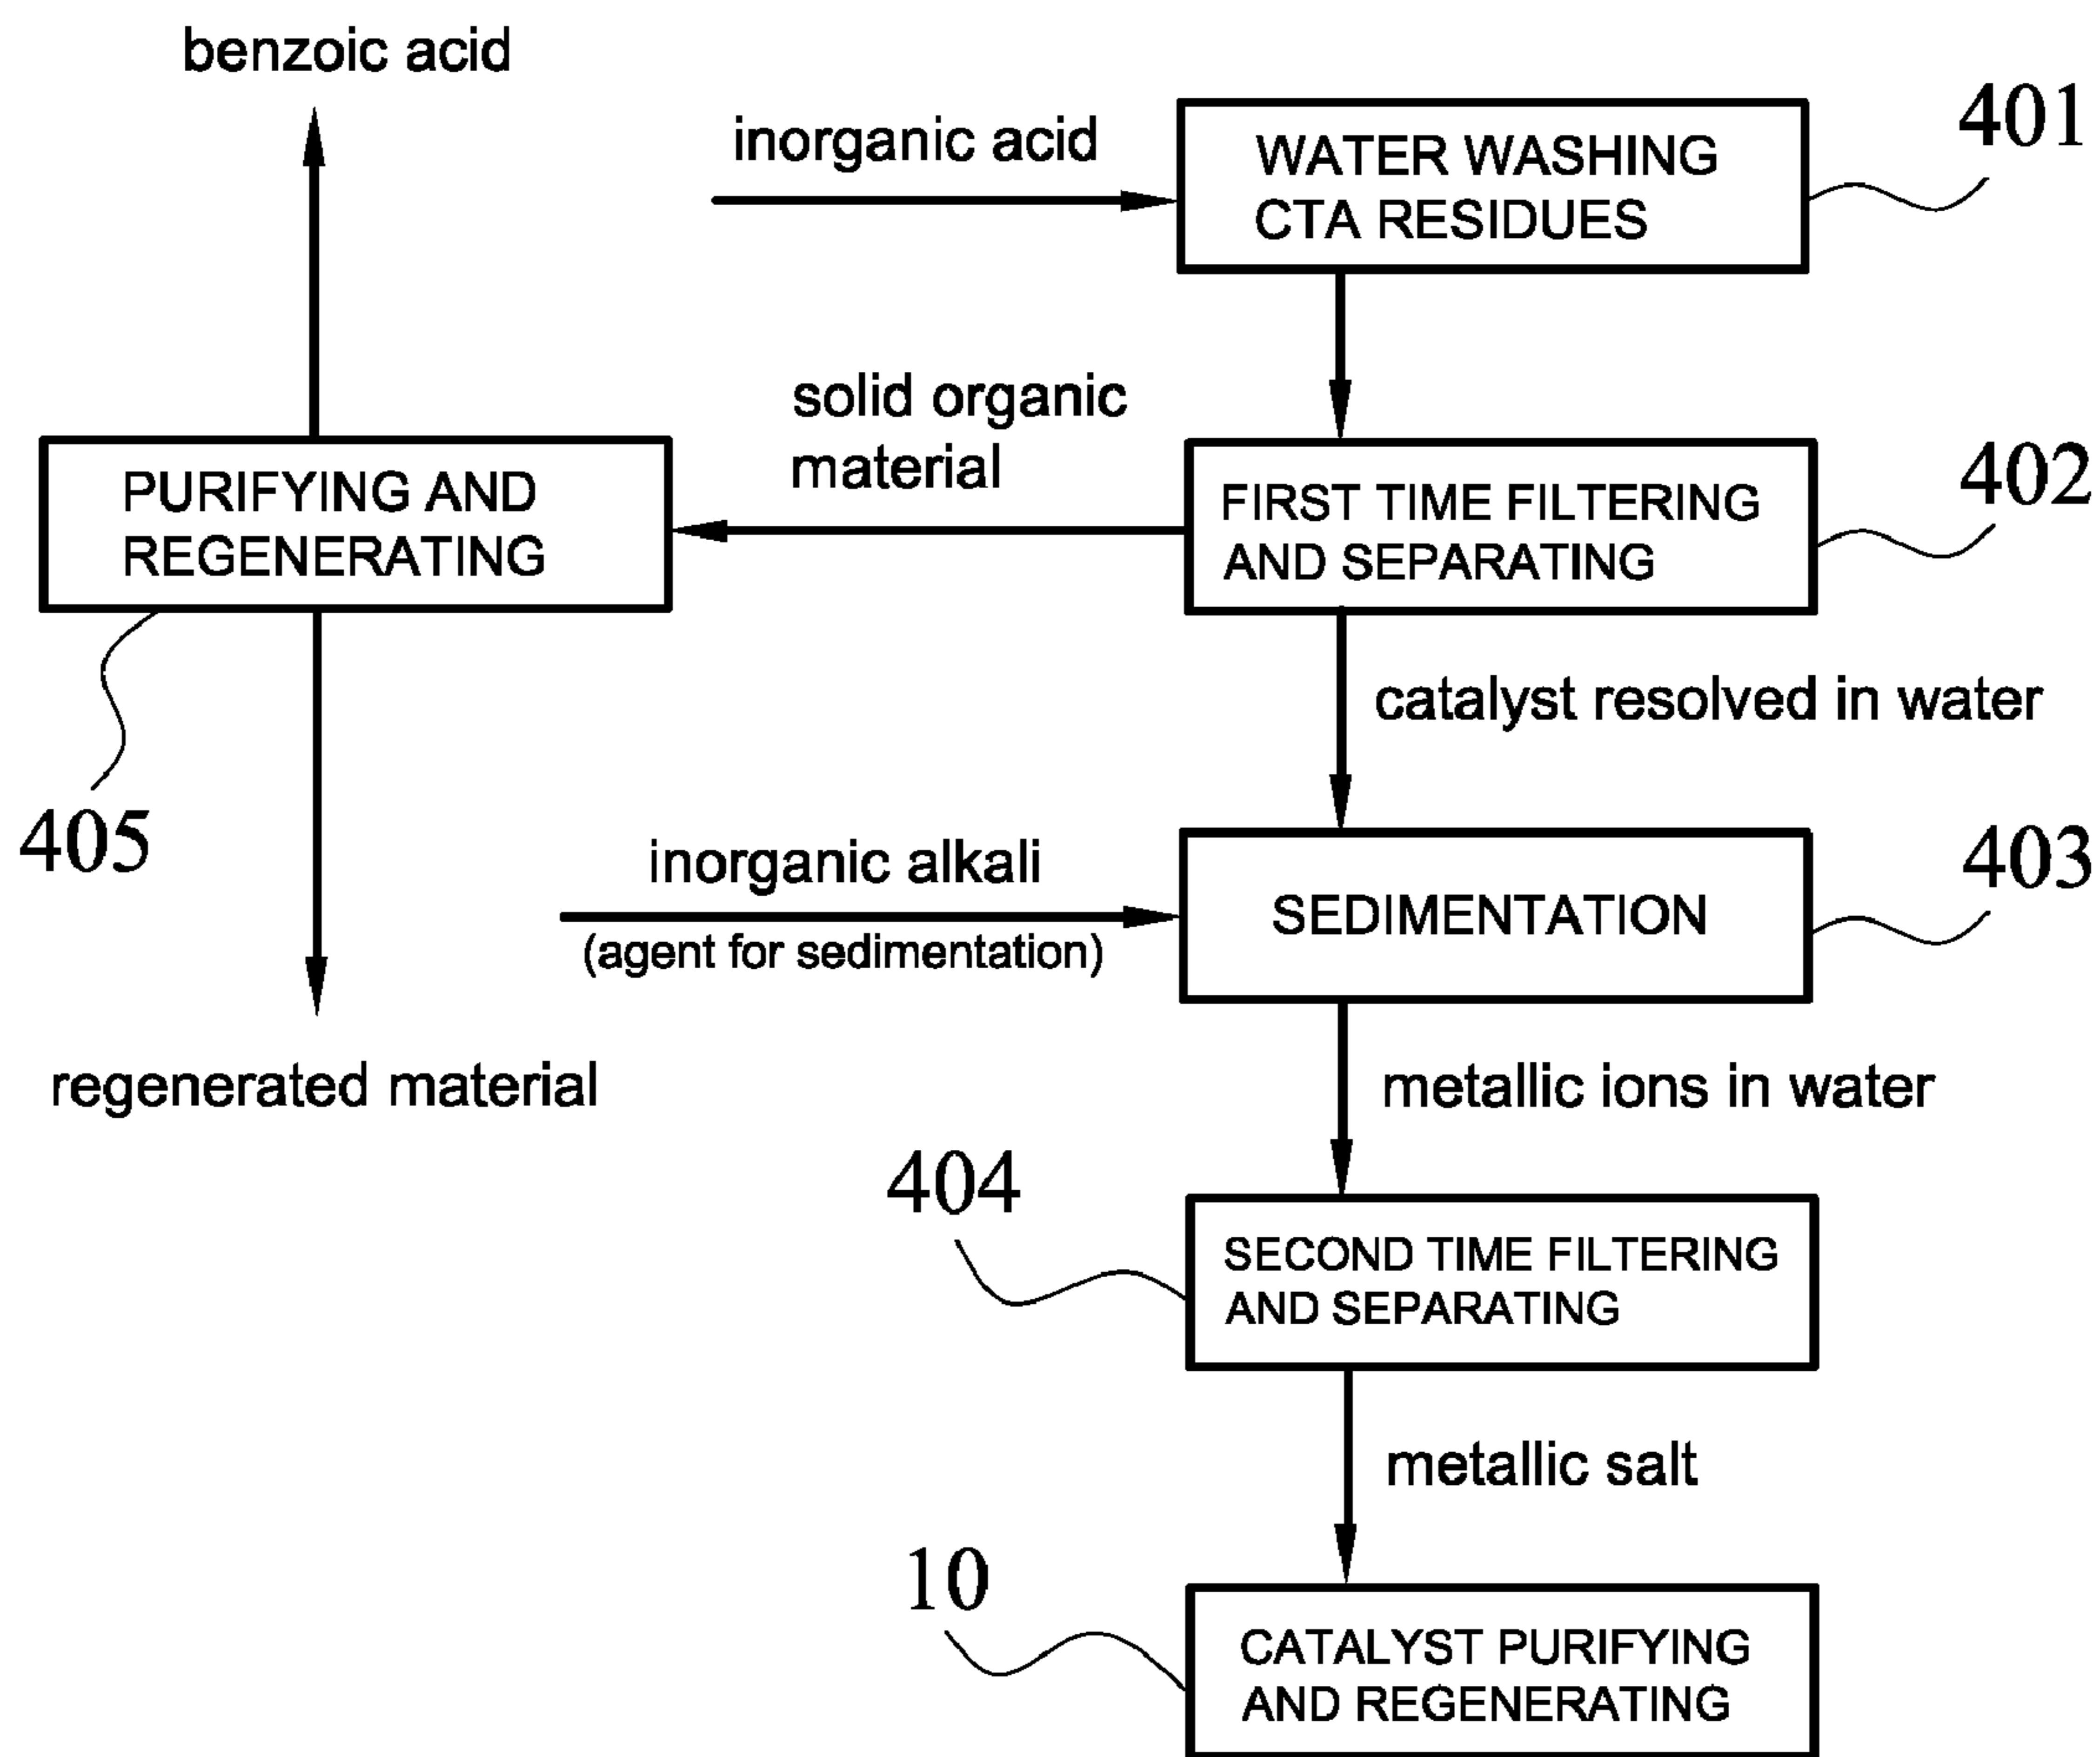 benzoic acid
inorganic acid
WATER WASHING
CTA RESIDUES
401
solid organic
material
PURIFYING AND
REGENERATING
FIRST TIME FILTERING
AND SEPARATING
402
catalyst resolved in water
405
inorganic alkali
(agent for sedimentation)
SEDIMENTATION
403
regenerated material
metallic ions in water
404
SECOND TIME FILTERING
AND SEPARATING
metallic salt
10
CATALYST PURIFYING
AND REGENERATING